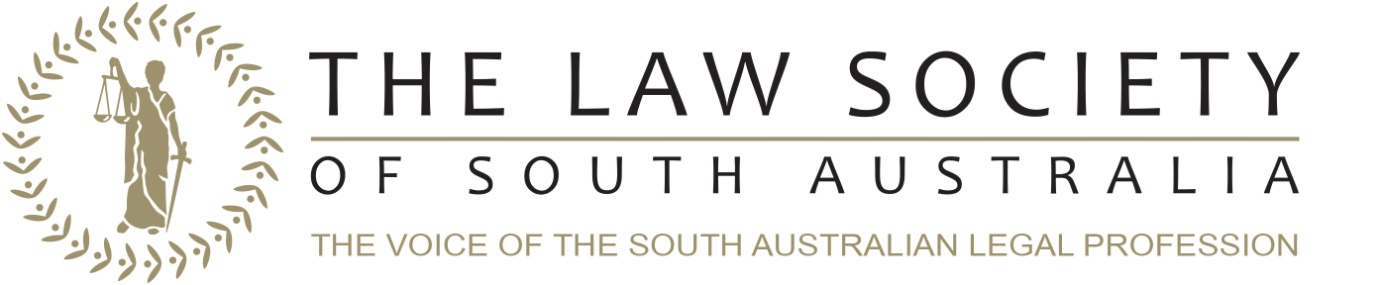 THE LAW SOCIETY
OF SOUTH AUSTRALIA
THE VOICE OF THE SOUTH AUSTRALIAN LEGAL PROFESSION